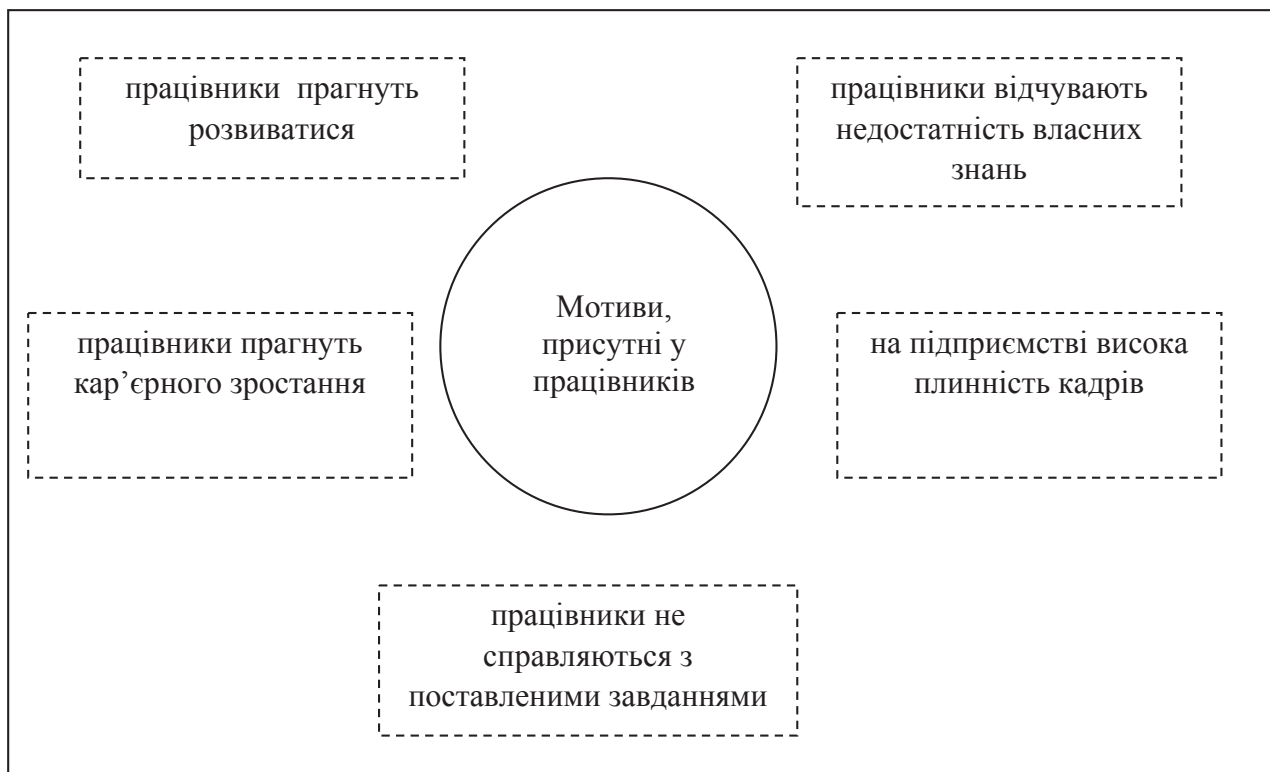 працівники прагнуть
розвиватися
працівники відчувають
недостатність власних
знань
Мотиви,
присутні у
працівників
працівники прагнуть
кар’єрного зростання
на підприємстві висока
плинність кадрів
працівники не
справляються з
поставленими завданнями